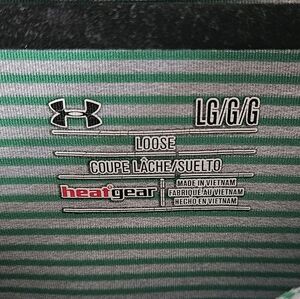 LG/G/G
LOOSE
COUPE LÂCHE/SUELTO
heatgear
MADE IN VIETNAM
FABRIQUÉ AU VIETNAM
HECHO EN VIETNAM